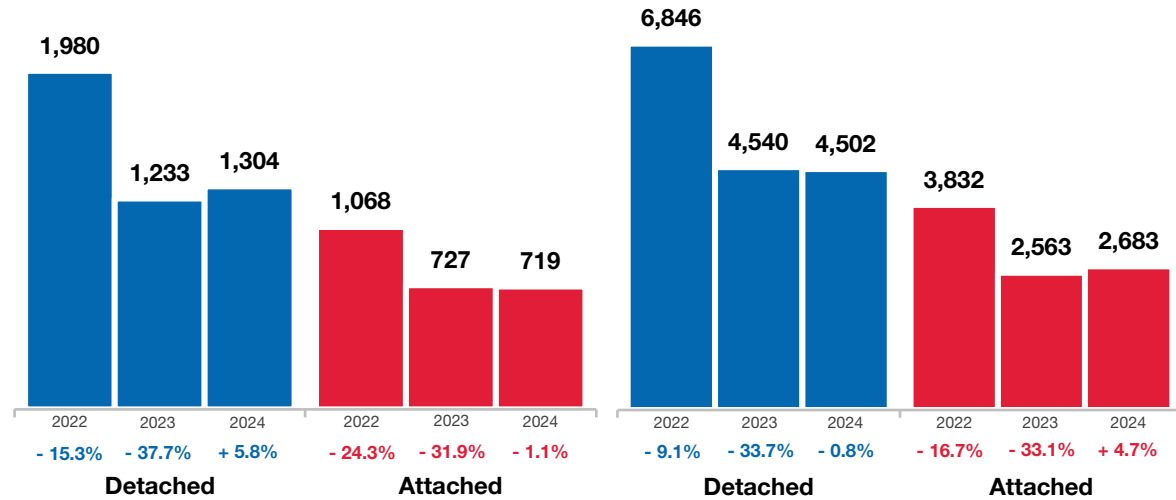 1,980
1,233
1,304
1,068
727
719
2022 2023 2024 2022 2023 2024
- 15.3% - 37.7% + 5.8% - 24.3% - 31.9% - 1.1%
Detached Attached
6,846
4,540
4,502
3,832
2,563
2,683
2022 2023 2024 2022 2023 2024
- 9.1% - 33.7% - 0.8% - 16.7% - 33.1% + 4.7%
Detached Attached